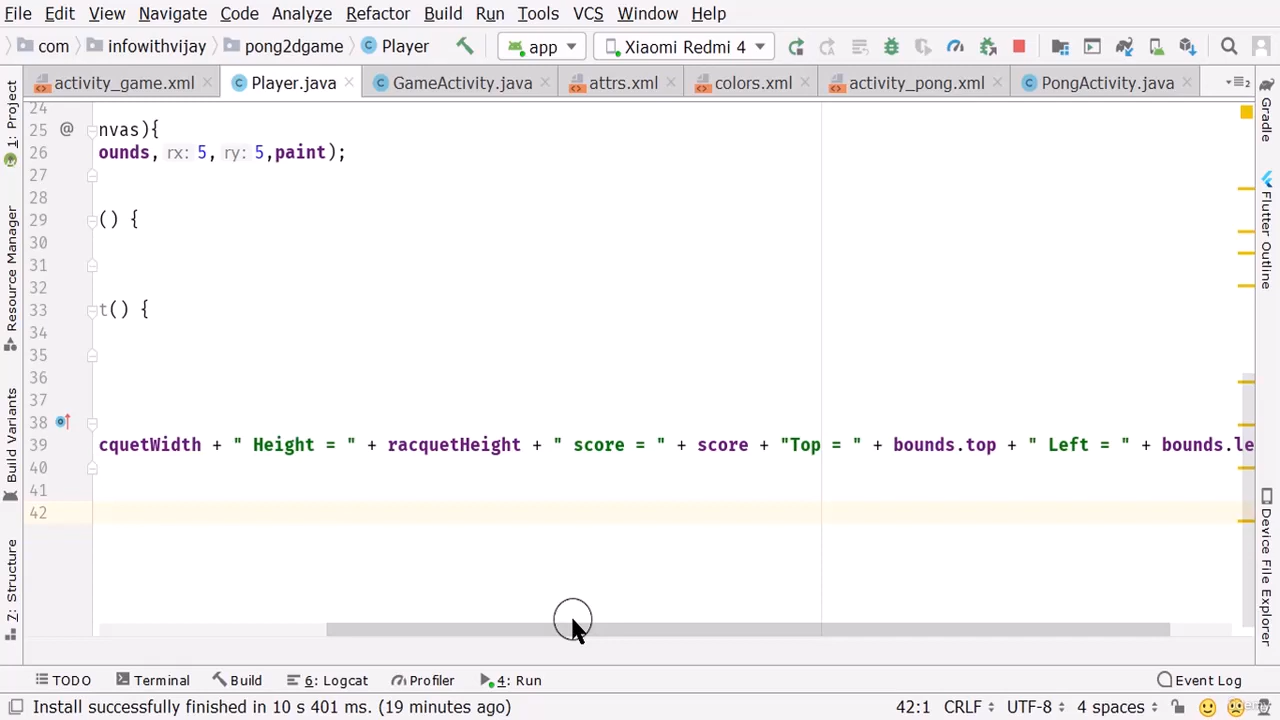 File Edit View Navigate Code Analyze Refactor Build Run Tools VCS Window Help
com infowithvijay pong2dgame Player app Xiaomi Redmi 4
activity_game.xml Player.java GameActivity.java attrs.xml colors.xml activity_pong.xml PongActivity.java 2
24
25 @ nvas){
26 ounds, rx: 5, ry: 5,paint);
27
28
29 () {
30
31
32
33 t() {
34
35
36
37
38
39 cquetWidth + " Height = " + racquetHeight + " score = " + score +"Top = " + bounds.top + " Left = " + bounds.le
40
41
42
1: Project
Resource Manager
Build Variants
Z: Structure
Gradle
Flutter Outline
Device File Explorer
TODO Terminal Build 6: Logcat Profiler 4: Run Event Log
Install successfully finished in 10 s 401 ms. (19 minutes ago) 42:1 CRLF UTF-8 4 spaces